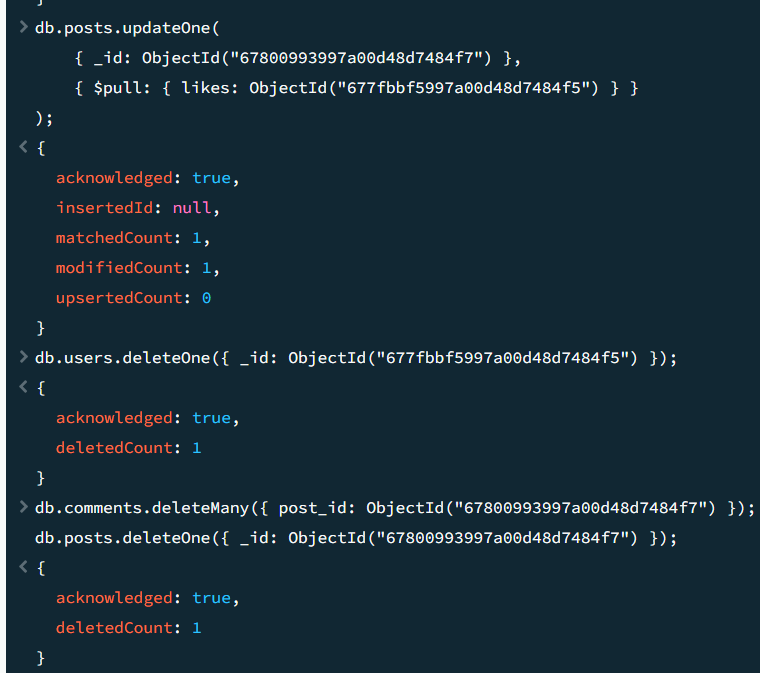 }
> db.posts.updateOne(
{ _id: ObjectId("67800993997a00d48d7484f7") },
{ $pull: { likes: ObjectId("677fbbf5997a00d48d7484f5") } }
);
< {
acknowledged: true,
insertedId: null,
matchedCount: 1,
modifiedCount: 1,
upsertedCount: 0
}
> db.users.deleteOne({ _id: ObjectId("677fbbf5997a00d48d7484f5") });
< {
acknowledged: true,
deletedCount: 1
}
> db.comments.deleteMany({ post_id: ObjectId("67800993997a00d48d7484f7") });
db.posts.deleteOne({ _id: ObjectId("67800993997a00d48d7484f7") });
< {
acknowledged: true,
deletedCount: 1
}